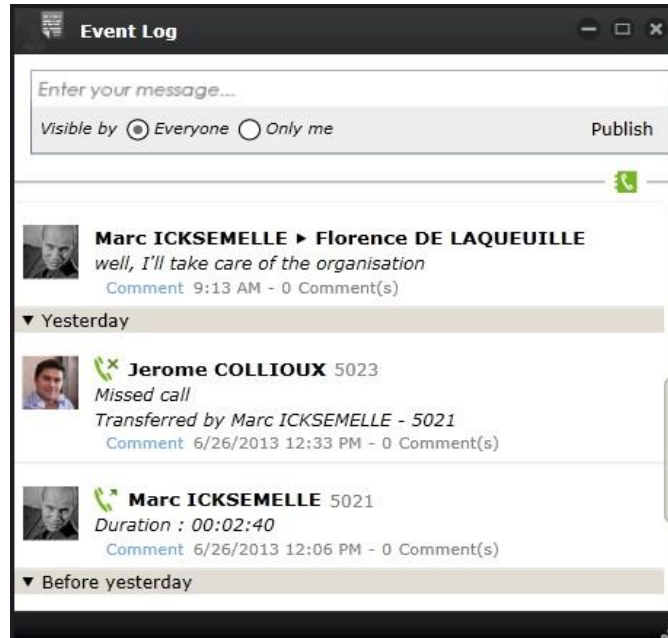 Event Log
Enter your message...
Visible by Everyone Only me Publish
Marc ICKSEMELLE ▸ Florence DE LAQUEUILLE
well, I'll take care of the organisation
Comment 9:13 AM - 0 Comment(s)
▼ Yesterday
Jerome COLLIOUX 5023
Missed call
Transferred by Marc ICKSEMELLE - 5021
Comment 6/26/2013 12:33 PM - 0 Comment(s)
Marc ICKSEMELLE 5021
Duration : 00:02:40
Comment 6/26/2013 12:06 PM - 0 Comment(s)
▼ Before yesterday